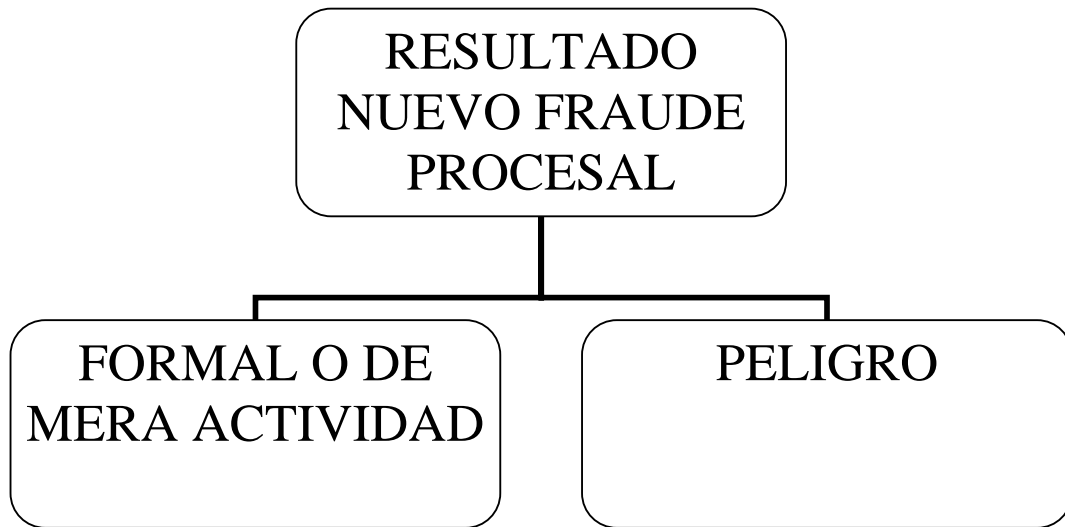 RESULTADO
NUEVO FRAUDE
PROCESAL
FORMAL O DE
MERA ACTIVIDAD
PELIGRO